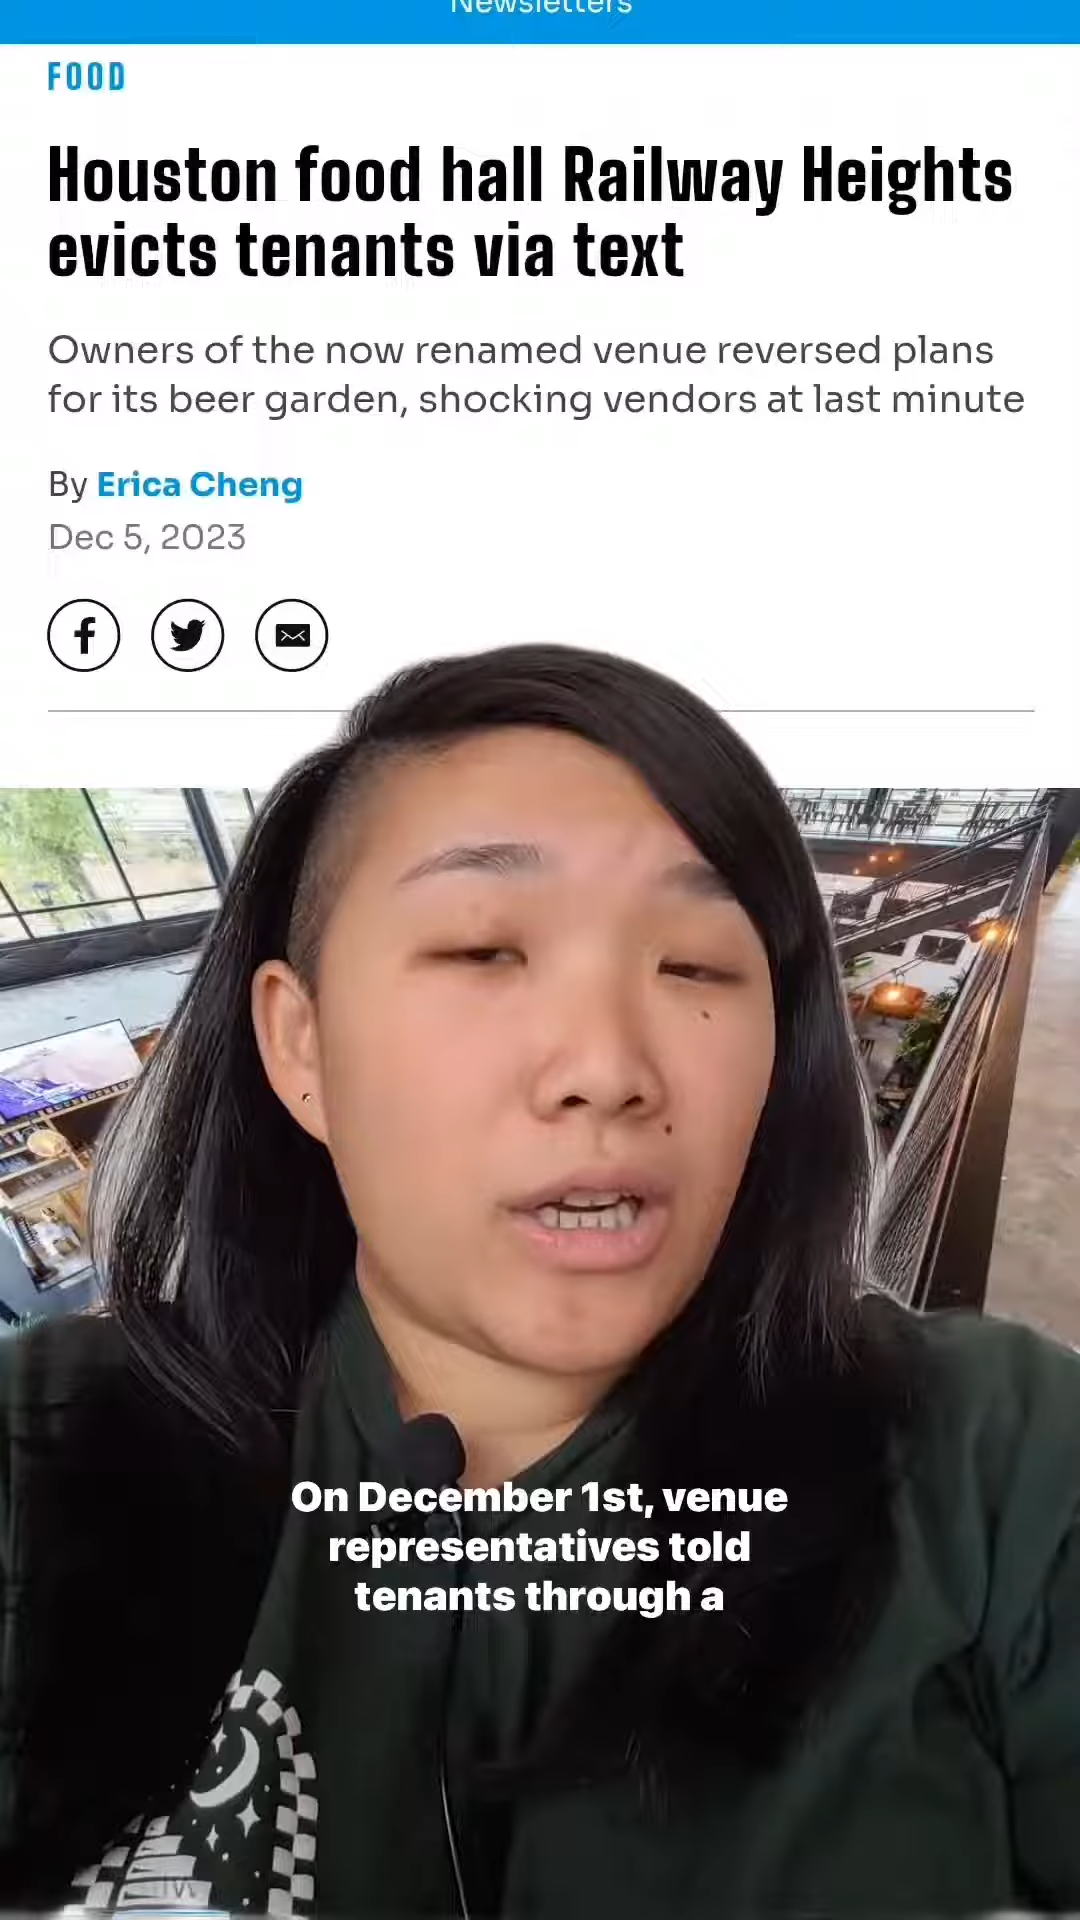 Newsletters
FOOD
Houston food hall Railway Heights
evicts tenants via text
Owners of the now renamed venue reversed plans
for its beer garden, shocking vendors at last minute
By Erica Cheng
Dec 5, 2023
On December 1st, venue
representatives told
tenants through a